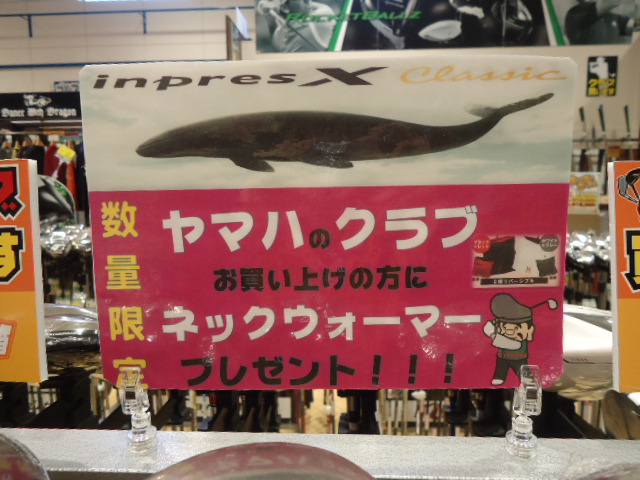 ROCKETBALLZ
inpres X Classic
数量限定
ヤマハのクラブ
お買い上げの方に
ネックウォーマー
プレゼント!!!